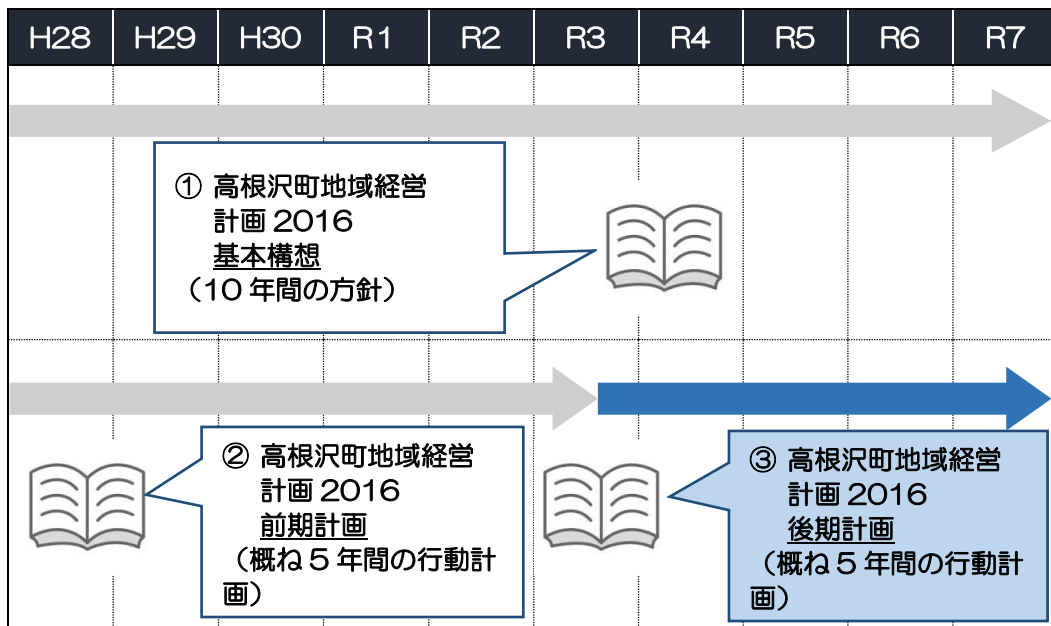 H28 H29 H30 R1 R2 R3 R4 R5 R6 R7
① 高根沢町地域経営
計画 2016
基本構想
（10 年間の方針）
② 高根沢町地域経営
計画 2016
前期計画
（概ね 5 年間の行動計
画）
③ 高根沢町地域経営
計画 2016
後期計画
（概ね 5 年間の行動計
画）